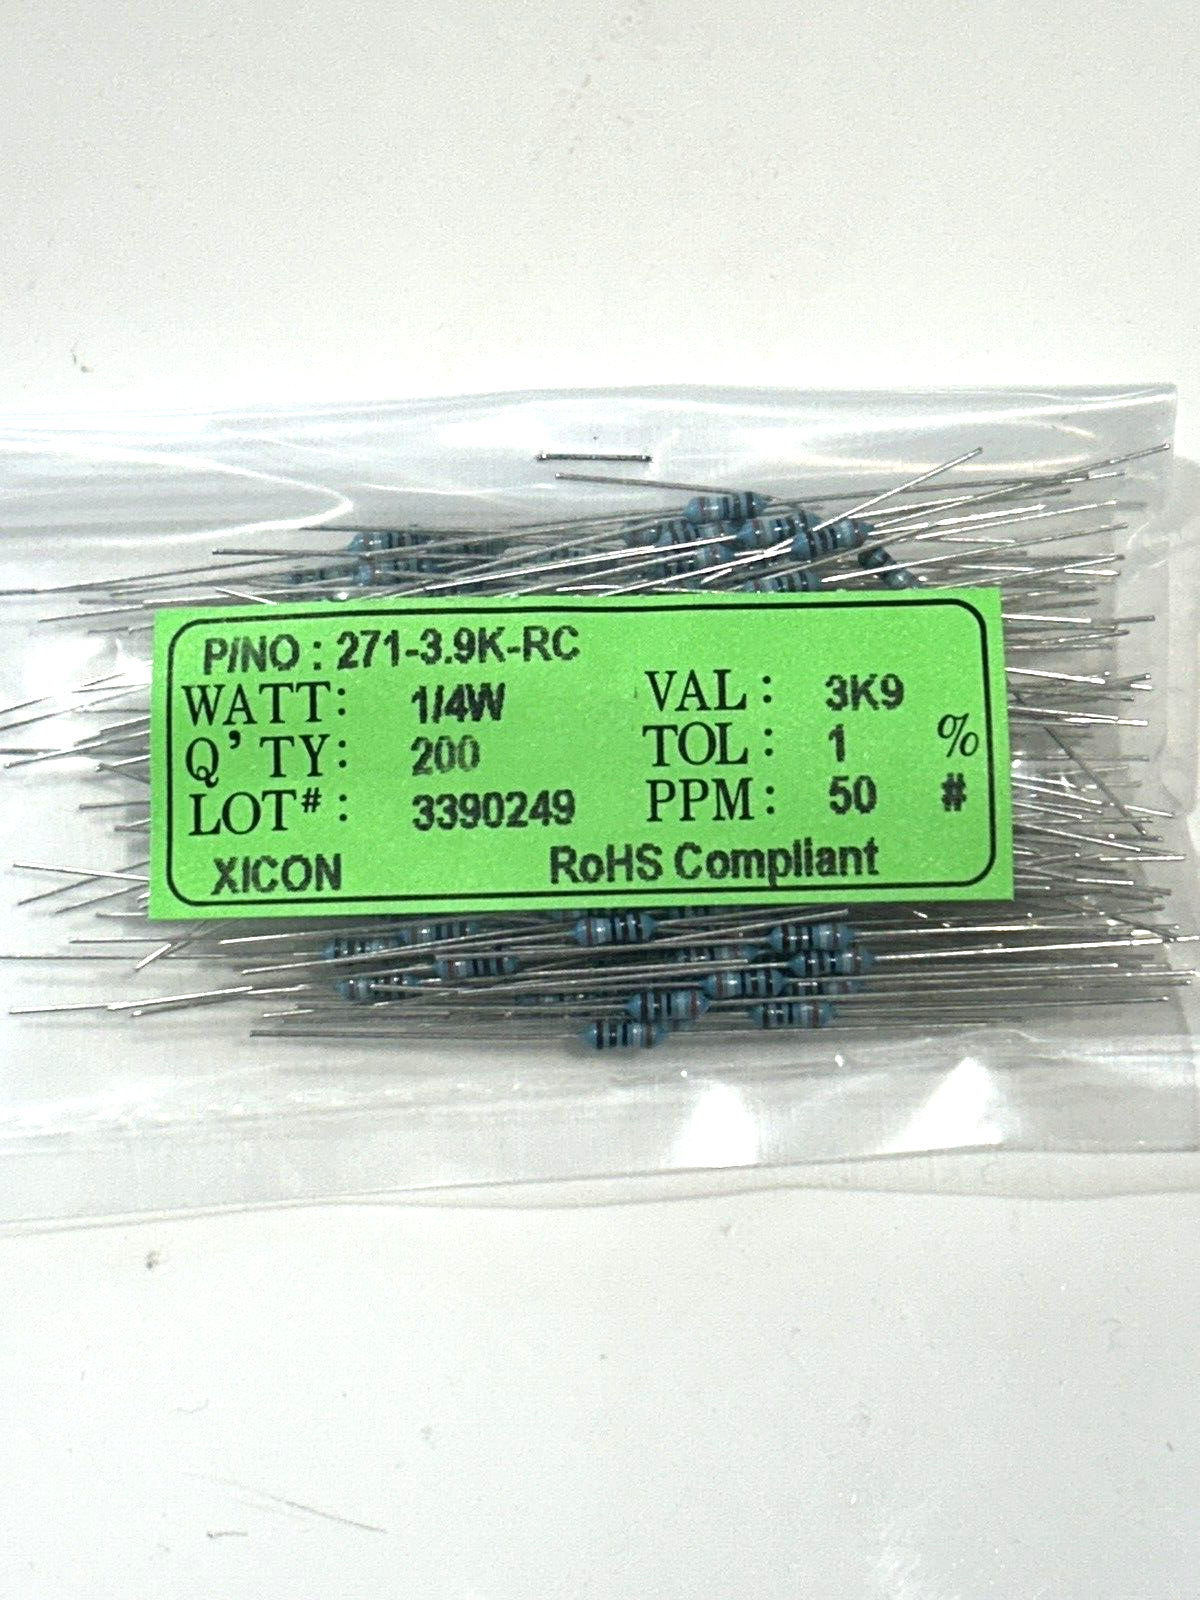 P/NO : 271-3.9K-RC
WATT: 1/4W VAL: 3K9
Q'TY: 200 TOL: 1 %
LOT#: 3390249 PPM: 50 #
XICON RoHS Compliant